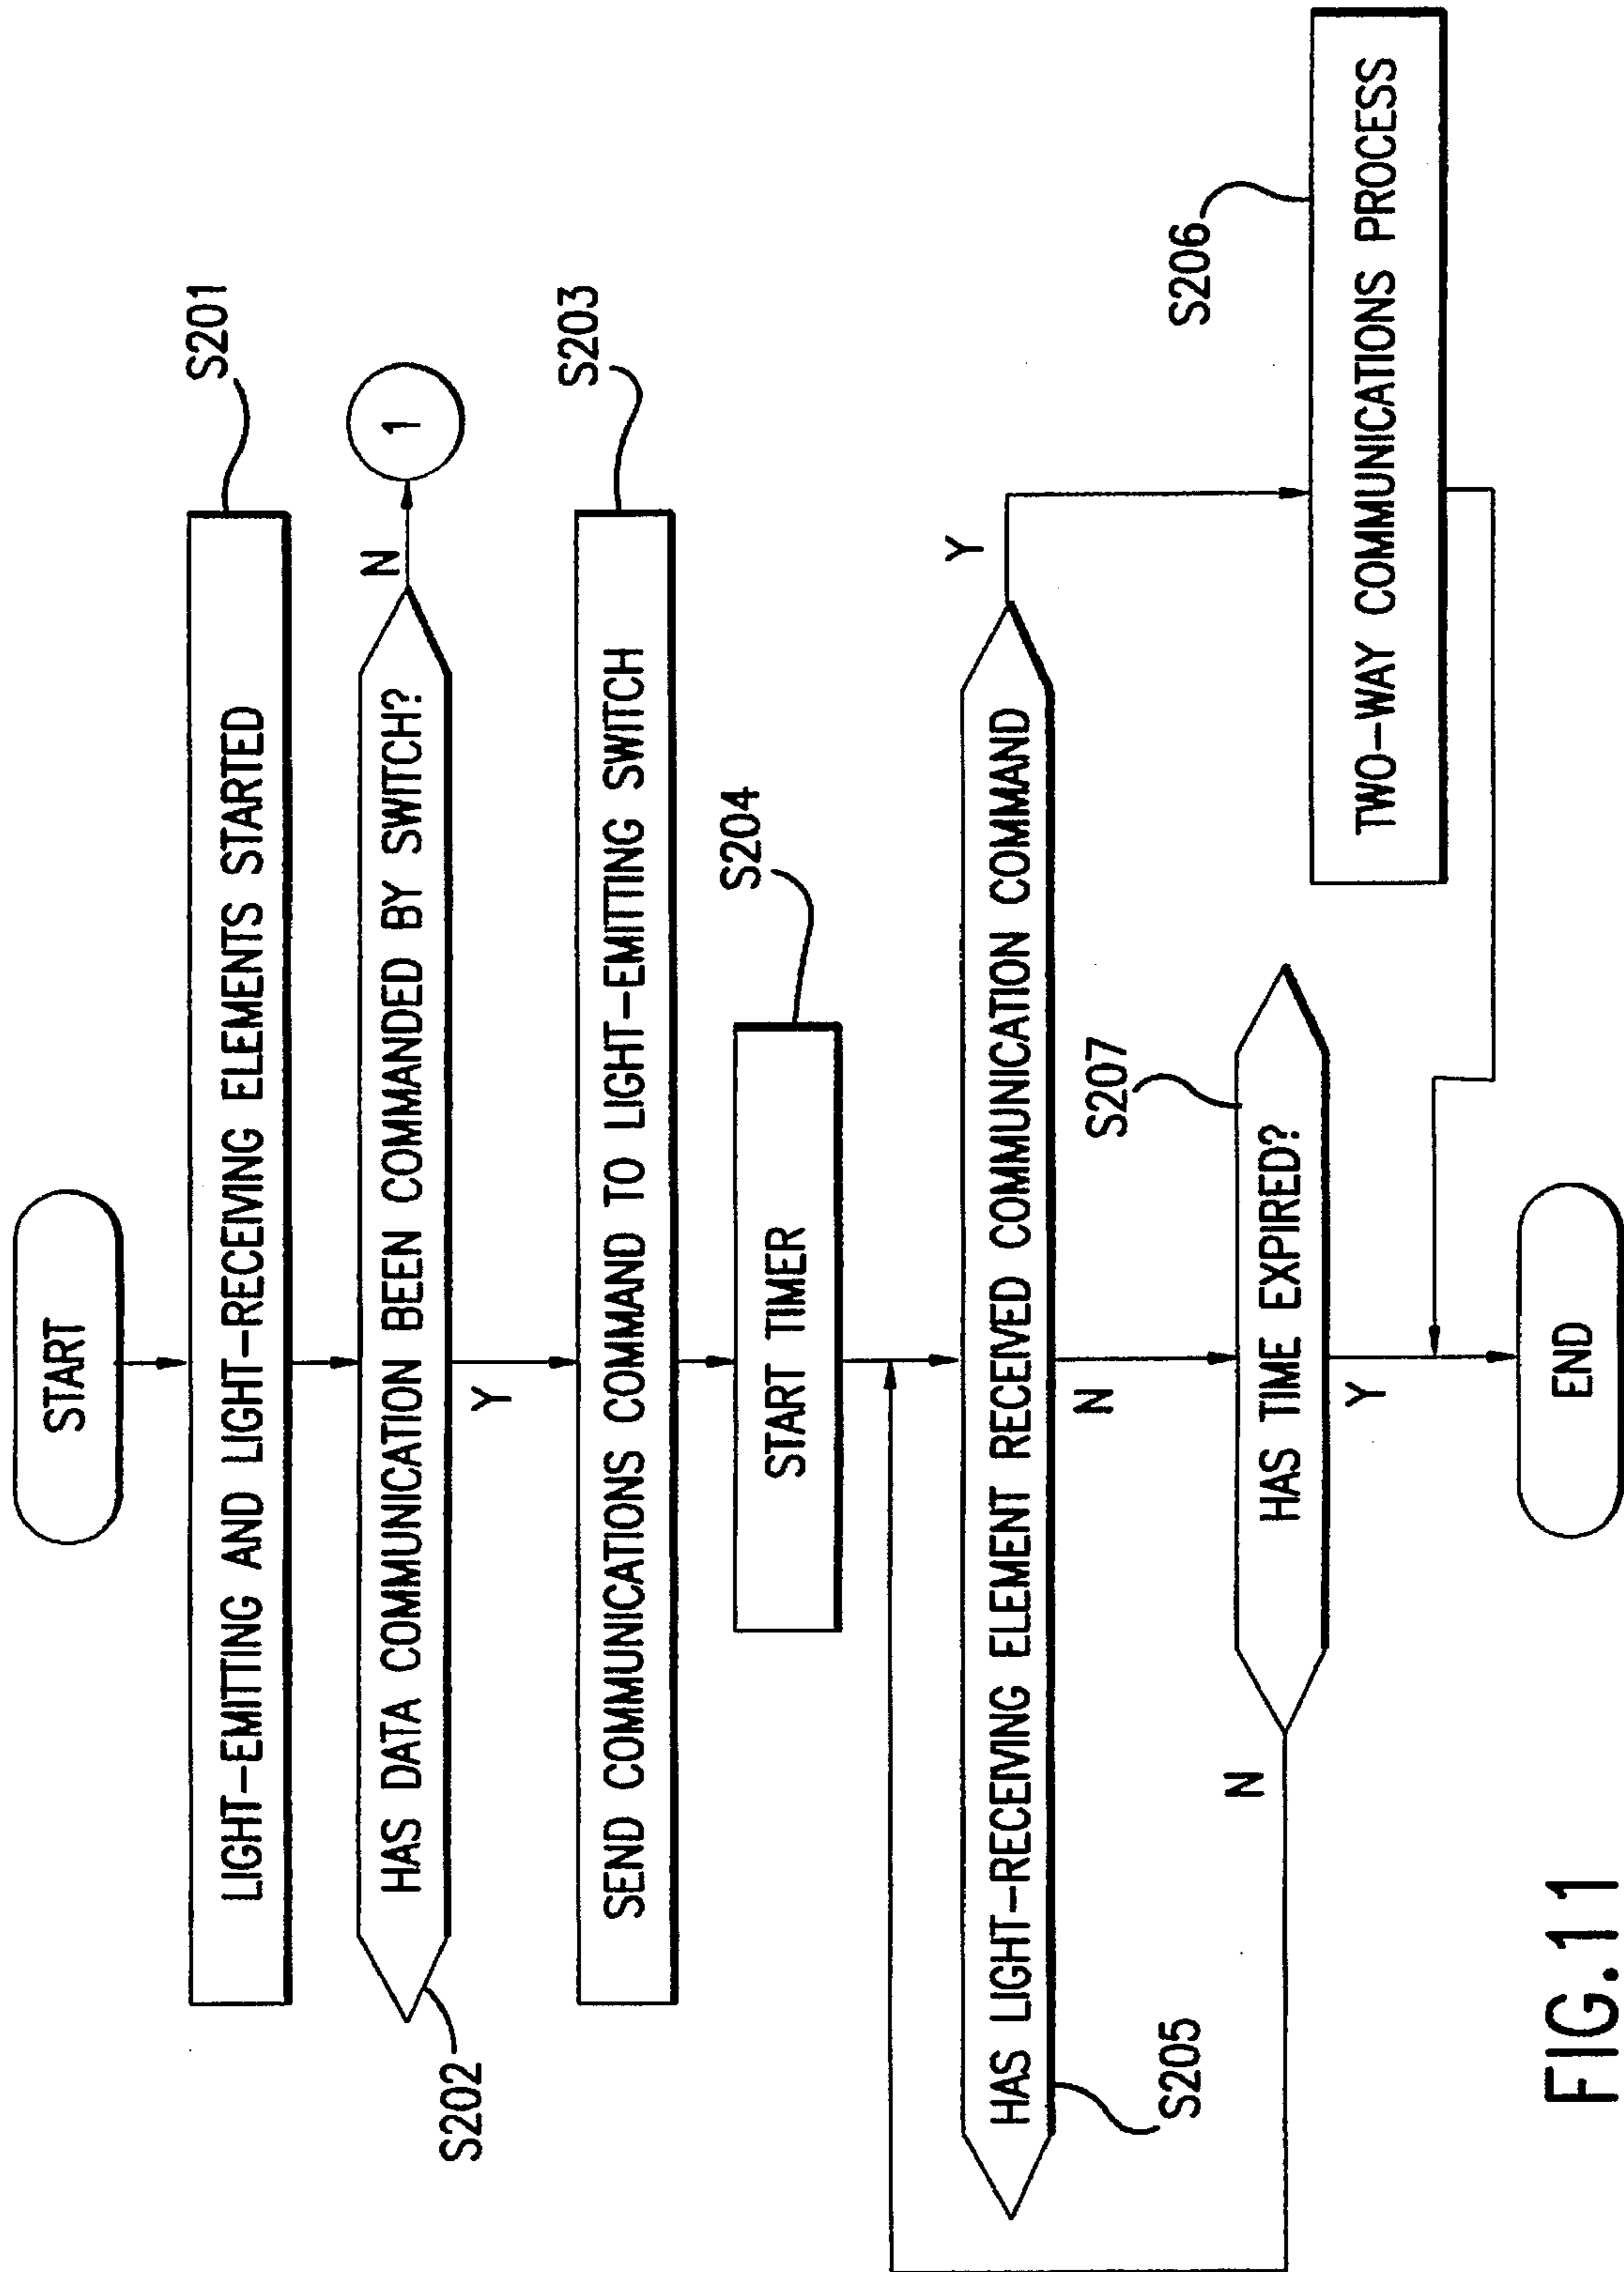 START
S201
LIGHT-EMITTING AND LIGHT-RECEIVING ELEMENTS STARTED
S202
HAS DATA COMMUNICATION BEEN COMMANDED BY SWITCH?
N
1
Y
S203
SEND COMMUNICATIONS COMMAND TO LIGHT-EMITTING SWITCH
S204
START TIMER
HAS LIGHT-RECEIVING ELEMENT RECEIVED COMMUNICATION COMMAND
Y
S205
N
S206
TWO-WAY COMMUNICATIONS PROCESS
S207
HAS TIME EXPIRED?
N
Y
END
FIG.11